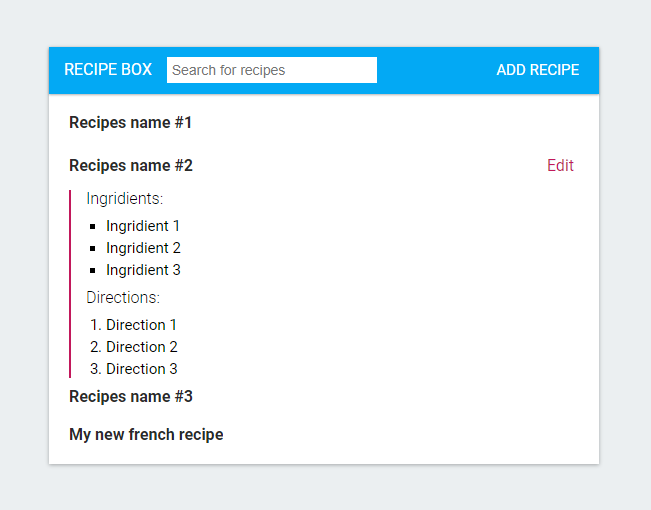 RECIPE BOX Search for recipes ADD RECIPE
Recipes name #1
Recipes name #2 Edit
Ingridients:
Ingridient 1
Ingridient 2
Ingridient 3
Directions:
1. Direction 1
2. Direction 2
3. Direction 3
Recipes name #3
My new french recipe